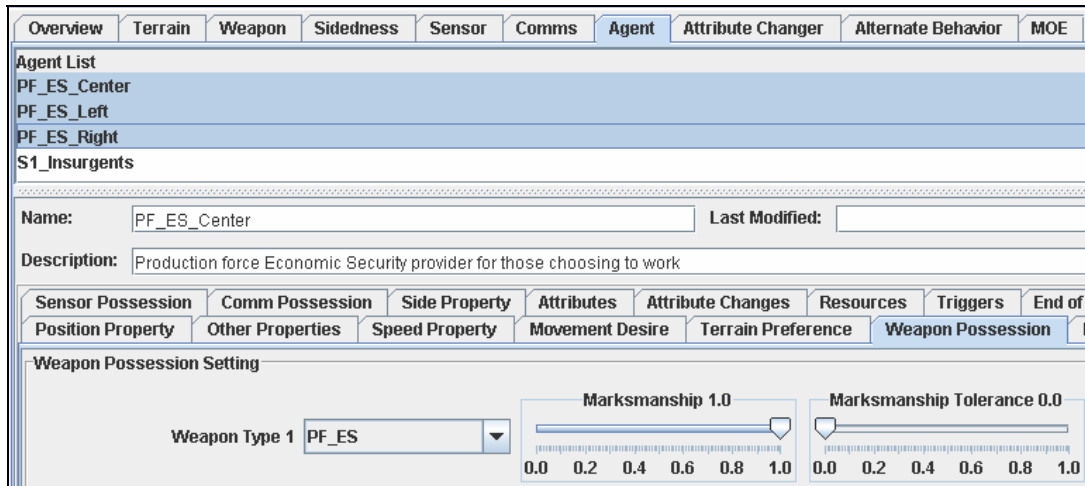 Overview Terrain Weapon Sidedness Sensor Comms Agent Attribute Changer Alternate Behavior MOE
Agent List
PF_ES_Center
PF_ES_Left
PF_ES_Right
S1_Insurgents
Name: PF_ES_Center Last Modified:
Description: Production force Economic Security provider for those choosing to work
Sensor Possession Comm Possession Side Property Attributes Attribute Changes Resources Triggers End of
Position Property Other Properties Speed Property Movement Desire Terrain Preference Weapon Possession
Weapon Possession Setting
Marksmanship 1.0 Marksmanship Tolerance 0.0
Weapon Type 1 PF_ES
0.0 0.2 0.4 0.6 0.8 1.0 0.0 0.2 0.4 0.6 0.8 1.0